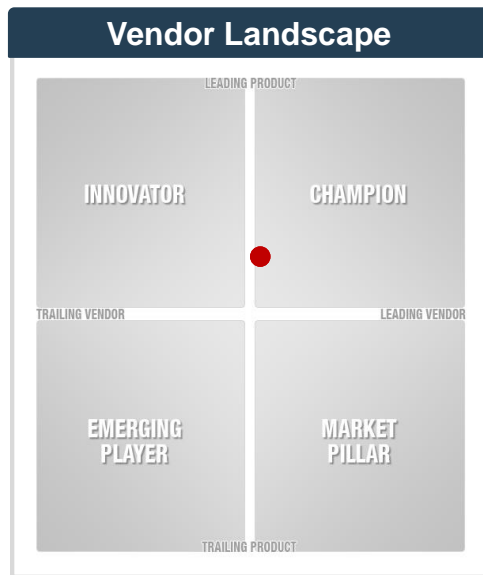 Vendor Landscape
LEADING PRODUCT
INNOVATOR
CHAMPION
TRAILING VENDOR
LEADING VENDOR
EMERGING
PLAYER
MARKET
PILLAR
TRAILING PRODUCT